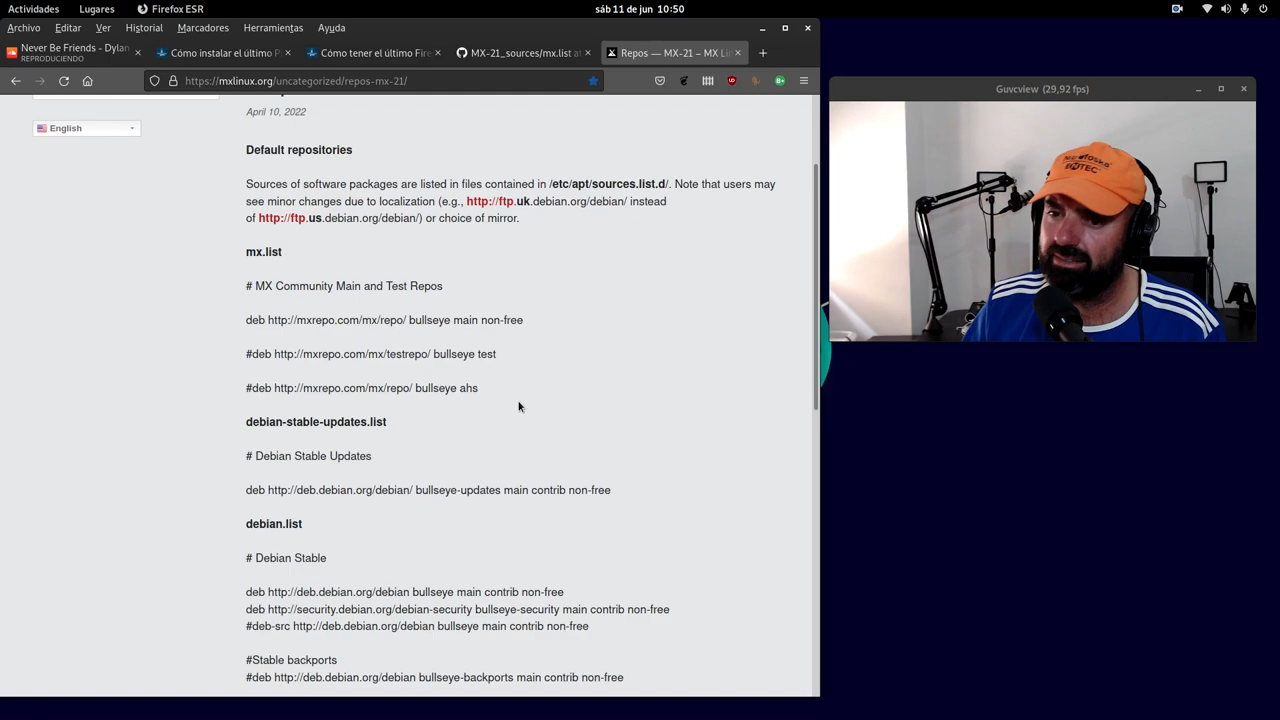 Actividades Lugares Firefox ESR sáb 11 de jun 10:50
Archivo Editar Ver Historial Marcadores Herramientas Ayuda
Never Be Friends - Dylan
REPRODUCIENDO
Cómo instalar el último P
Cómo tener el último Fire
MX-21_sources/mx.list at
Repos — MX-21 – MX Lin
https://mxlinux.org/uncategorized/repos-mx-21/
Guvcview (29,92 fps)
April 10, 2022
English
Default repositories
Sources of software packages are listed in files contained in /etc/apt/sources.list.d/. Note that users may
see minor changes due to localization (e.g., http://ftp.uk.debian.org/debian/ instead
of http://ftp.us.debian.org/debian/) or choice of mirror.
mx.list
# MX Community Main and Test Repos
deb http://mxrepo.com/mx/repo/ bullseye main non-free
#deb http://mxrepo.com/mx/testrepo/ bullseye test
#deb http://mxrepo.com/mx/repo/ bullseye ahs
debian-stable-updates.list
# Debian Stable Updates
deb http://deb.debian.org/debian/ bullseye-updates main contrib non-free
debian.list
# Debian Stable
deb http://deb.debian.org/debian bullseye main contrib non-free
deb http://security.debian.org/debian-security bullseye-security main contrib non-free
#deb-src http://deb.debian.org/debian bullseye main contrib non-free
#Stable backports
#deb http://deb.debian.org/debian bullseye-backports main contrib non-free